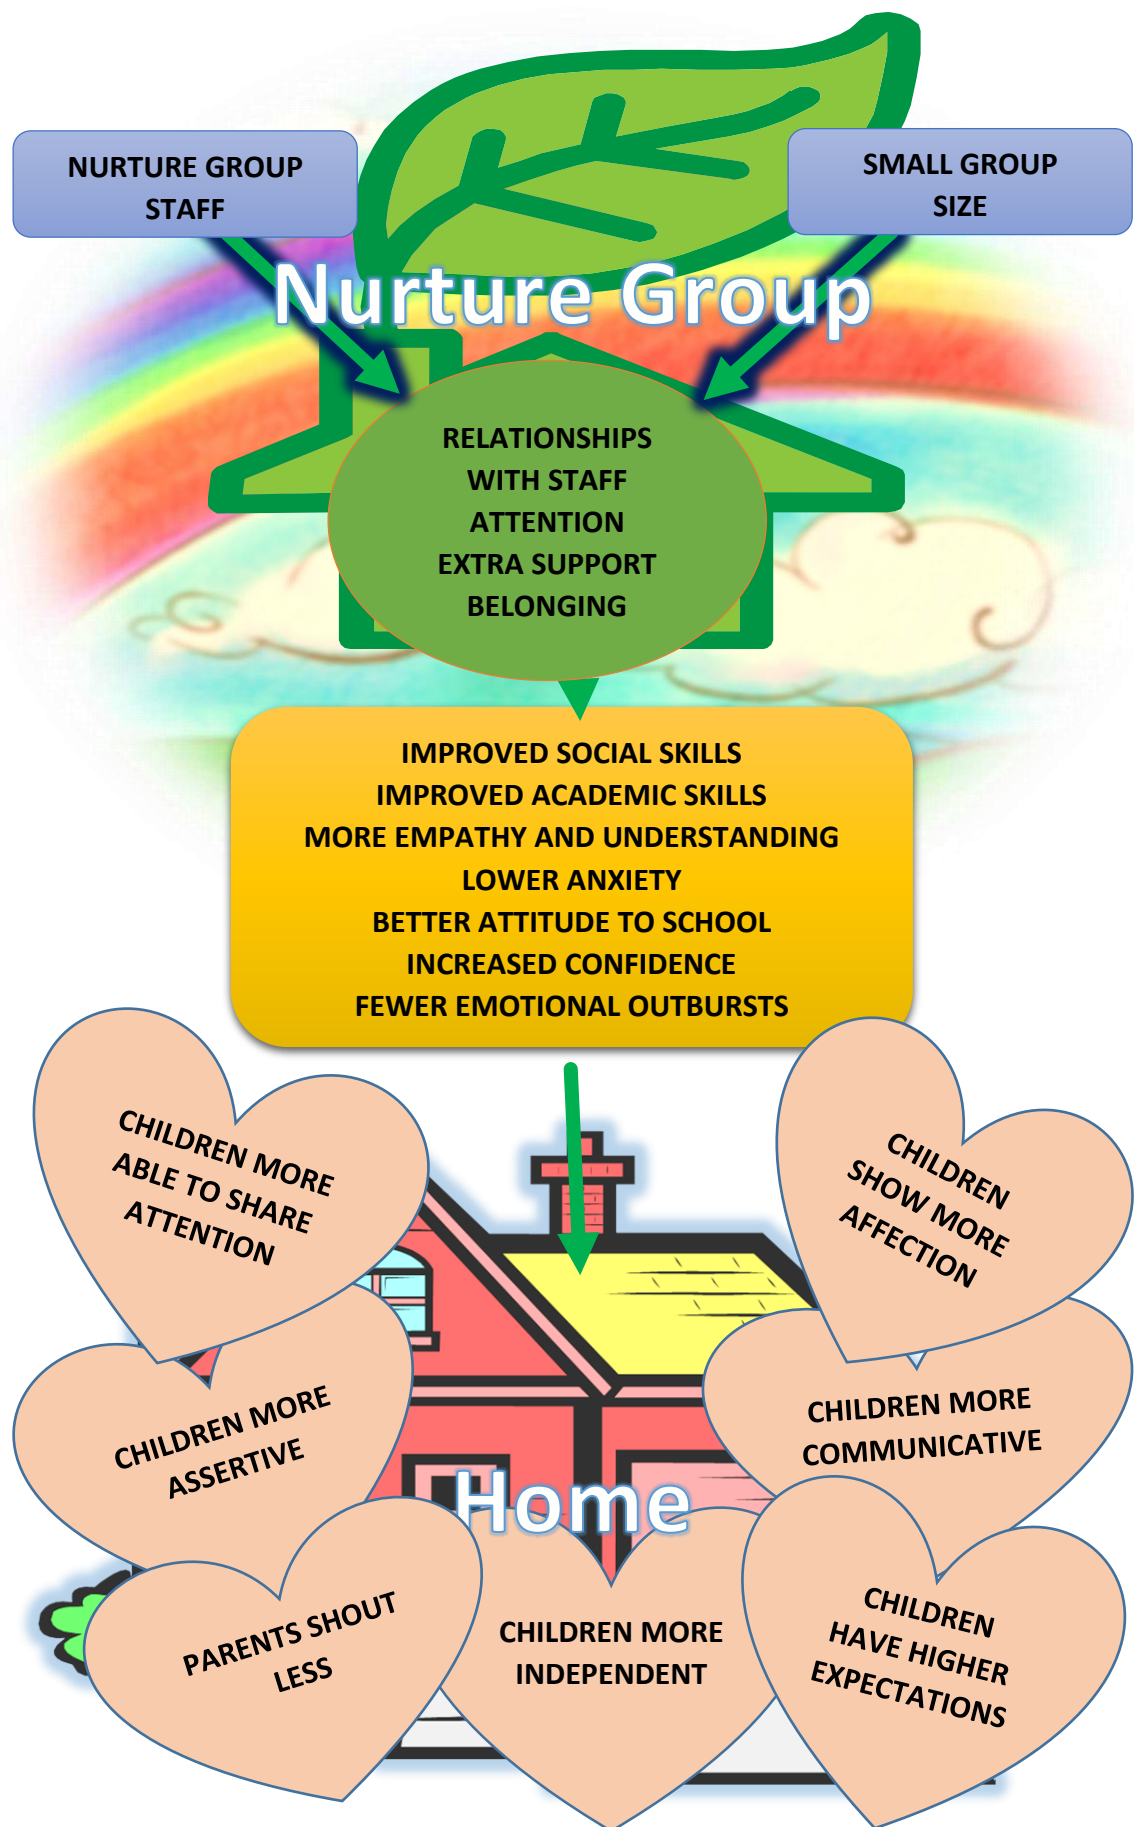 NURTURE GROUP
STAFF
SMALL GROUP
SIZE
Nurture Group
RELATIONSHIPS
WITH STAFF
ATTENTION
EXTRA SUPPORT
BELONGING
IMPROVED SOCIAL SKILLS
IMPROVED ACADEMIC SKILLS
MORE EMPATHY AND UNDERSTANDING
LOWER ANXIETY
BETTER ATTITUDE TO SCHOOL
INCREASED CONFIDENCE
FEWER EMOTIONAL OUTBURSTS
CHILDREN MORE
ABLE TO SHARE
ATTENTION
CHILDREN
SHOW MORE
AFFECTION
CHILDREN MORE
ASSERTIVE
CHILDREN MORE
COMMUNICATIVE
Home
PARENTS SHOUT
LESS
CHILDREN MORE
INDEPENDENT
CHILDREN
HAVE HIGHER
EXPECTATIONS